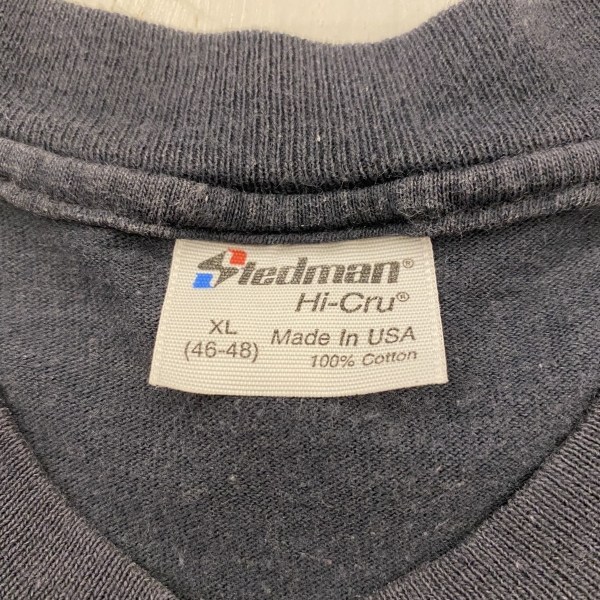 Stedman®
Hi-Cru®
XL
(46-48)
Made In USA
100% Cotton